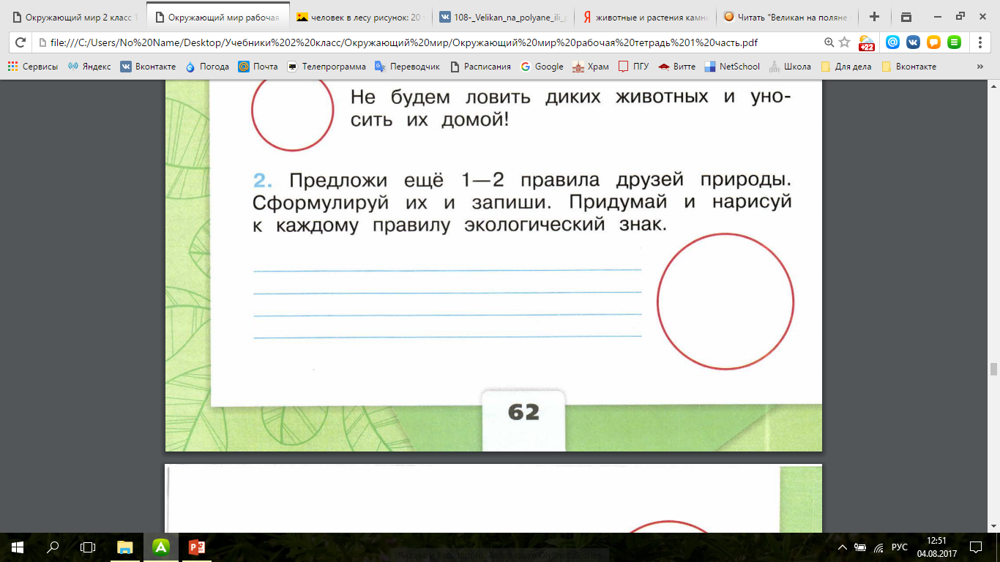 Окружающий мир 2 класс 1
Окружающий мир рабочая
человек в лесу рисунок: 20 т
108-_Velikan_na_polyane_ili_
животные и растения камн
Читать "Великан на поляне
file:///C:/Users/No%20Name/Desktop/Учебники%202%20класс/Окружающий%20мир/Окружающий%20мир%20рабочая%20тетрадь%201%20часть.pdf
+22
Сервисы Яндекс Вконтакте Погода Почта Телепрограмма Переводчик Расписания Google Храм ПГУ Витте NetSchool Школа Для дела Вконтакте »
Не будем ловить диких животных и уно-
сить их домой!
2. Предложи ещё 1—2 правила друзей природы.
Сформулируй их и запиши. Придумай и нарисуй
к каждому правилу экологический знак.
62
РУС
12:51
04.08.2017